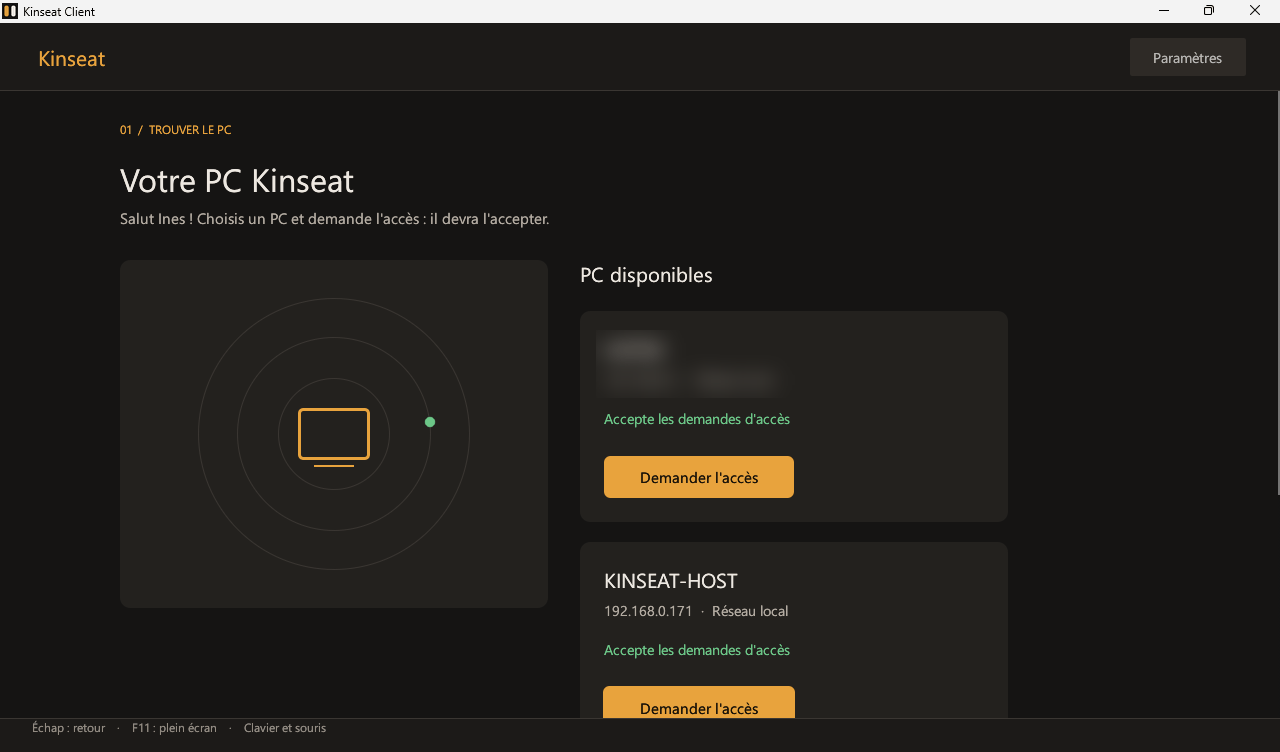 Kinseat Client
Kinseat
Paramètres
01 / TROUVER LE PC
Votre PC Kinseat
Salut Ines ! Choisis un PC et demande l'accès : il devra l'accepter.
PC disponibles
Accepte les demandes d'accès
Demander l'accès
KINSEAT-HOST
192.168.0.171 · Réseau local
Accepte les demandes d'accès
Demander l'accès
Échap : retour · F11 : plein écran · Clavier et souris